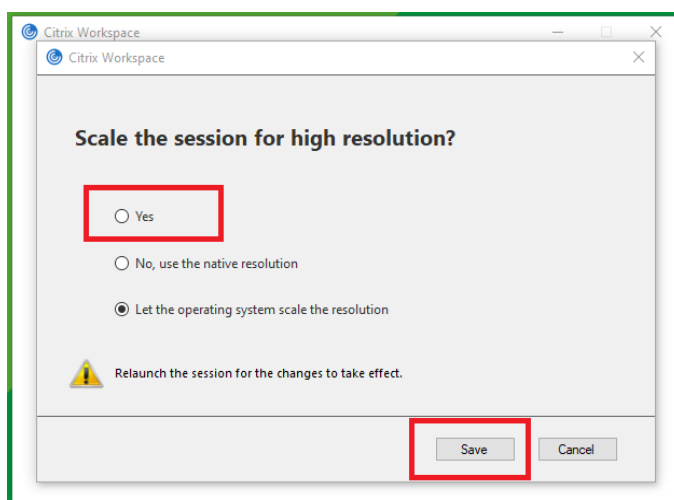 Citrix Workspace
Citrix Workspace
Scale the session for high resolution?
Yes
No, use the native resolution
Let the operating system scale the resolution
Relaunch the session for the changes to take effect.
Save Cancel